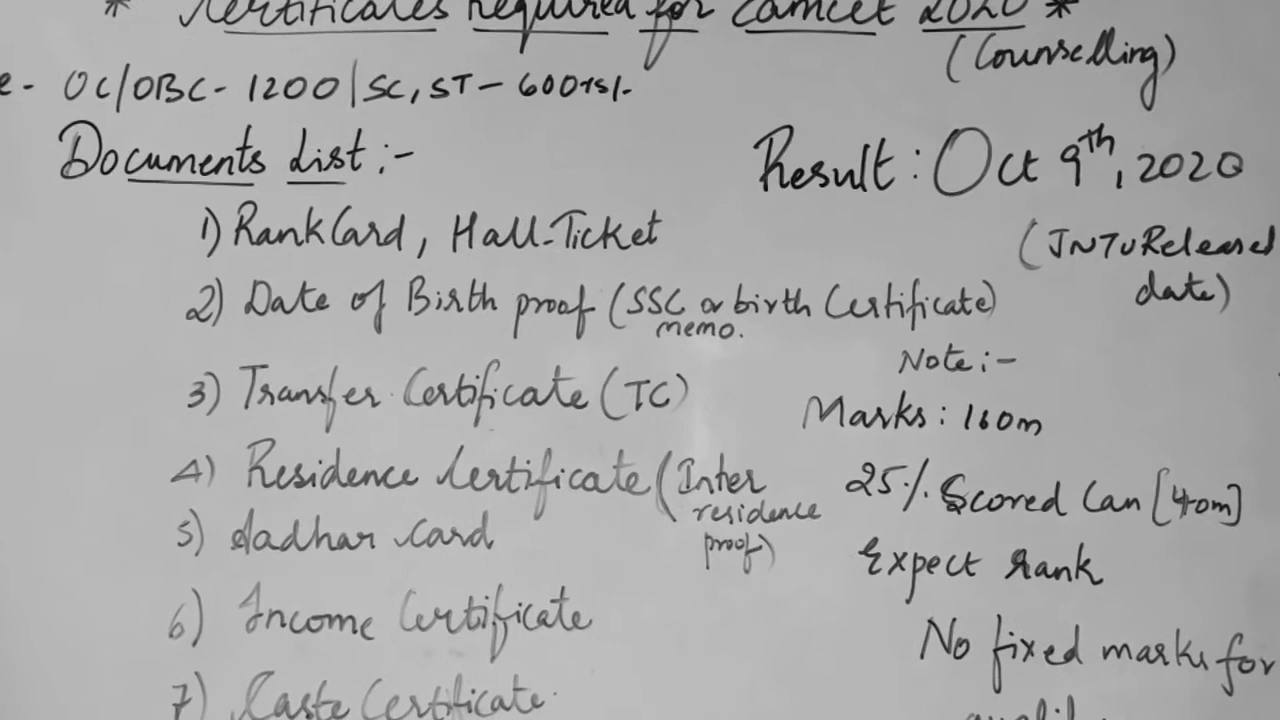 * Certificates required for Eamcet 2020 *
(Counselling)
e - OC/OBC - 1200 | SC, ST - 600rs/-
Documents List :-
Result : Oct 9th, 2020
(JNTU Released
date)
1) Rank Card, Hall-Ticket
2) Date of Birth proof (SSC or birth Certificate)
memo.
3) Transfer Certificate (TC)
4) Residence Certificate (Inter
residence
proof)
5) Aadhar card
6) Income Certificate
7) Caste Certificate
Note :-
Marks : 160m
25% Scored Can [40m]
Expect rank
No fixed marks for